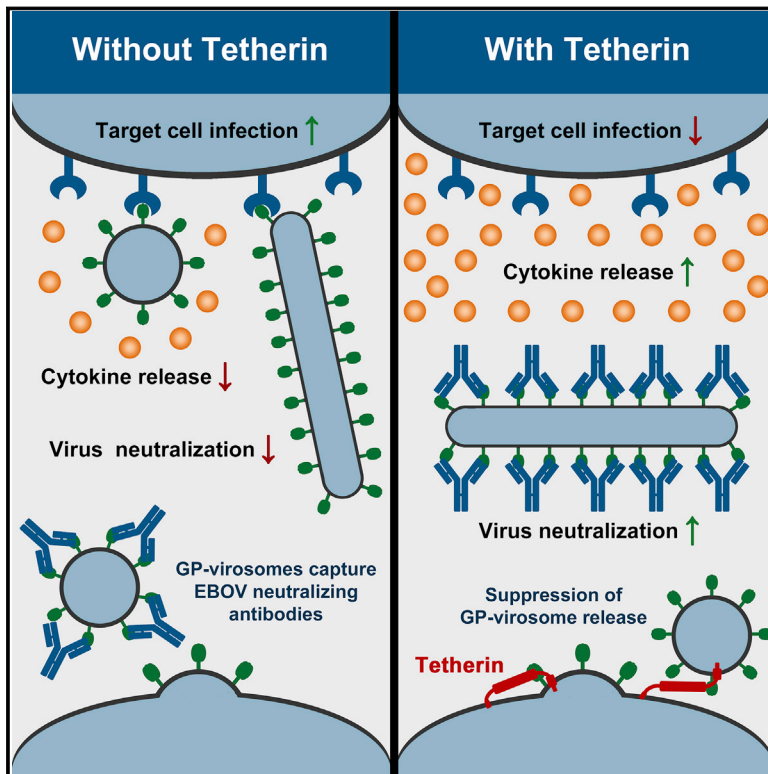 Without Tetherin
Target cell infection ↑
Cytokine release ↓
Virus neutralization ↓
GP-virosomes capture
EBOV neutralizing
antibodies
With Tetherin
Target cell infection ↓
Cytokine release ↑
Virus neutralization ↑
Suppression of
GP-virosome release
Tetherin